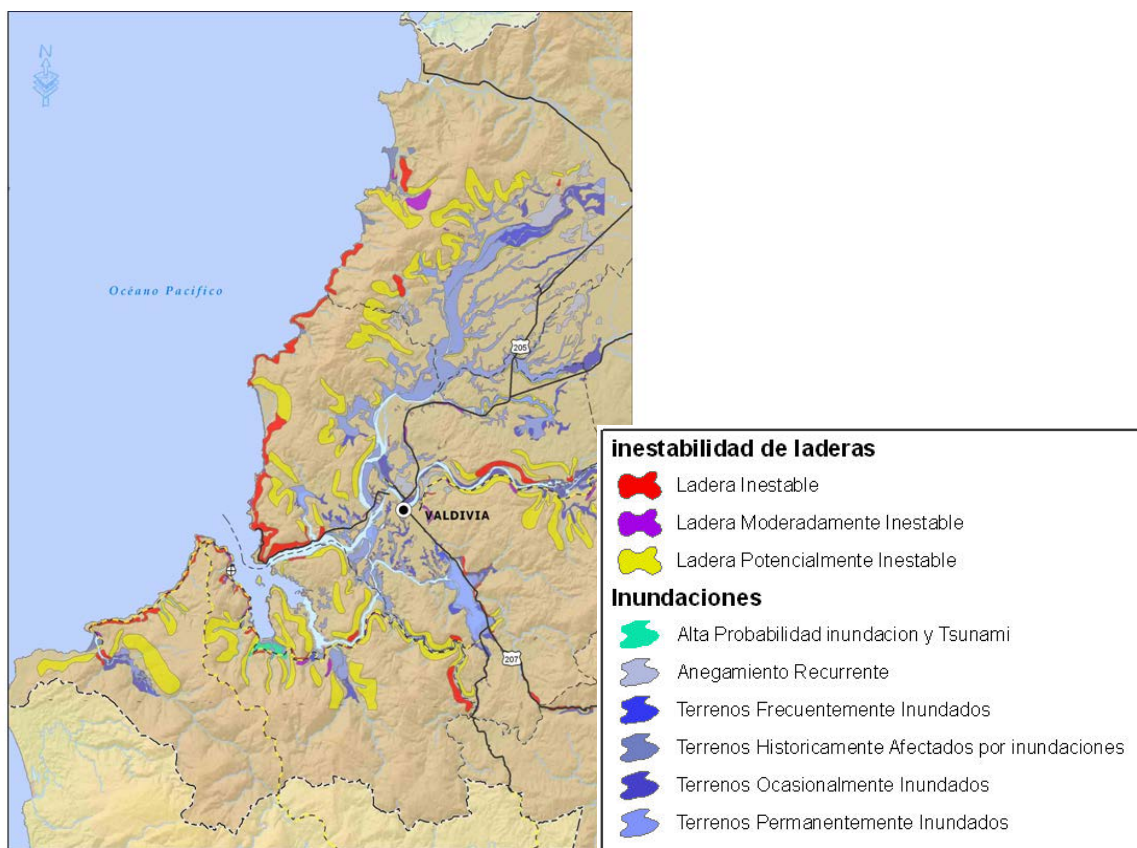 N
Océano Pacifico
205
VALDIVIA
207
inestabilidad de laderas
Ladera Inestable
Ladera Moderadamente Inestable
Ladera Potencialmente Inestable
Inundaciones
Alta Probabilidad inundacion y Tsunami
Anegamiento Recurrente
Terrenos Frecuentemente Inundados
Terrenos Historicamente Afectados por inundaciones
Terrenos Ocasionalmente Inundados
Terrenos Permanentemente Inundados